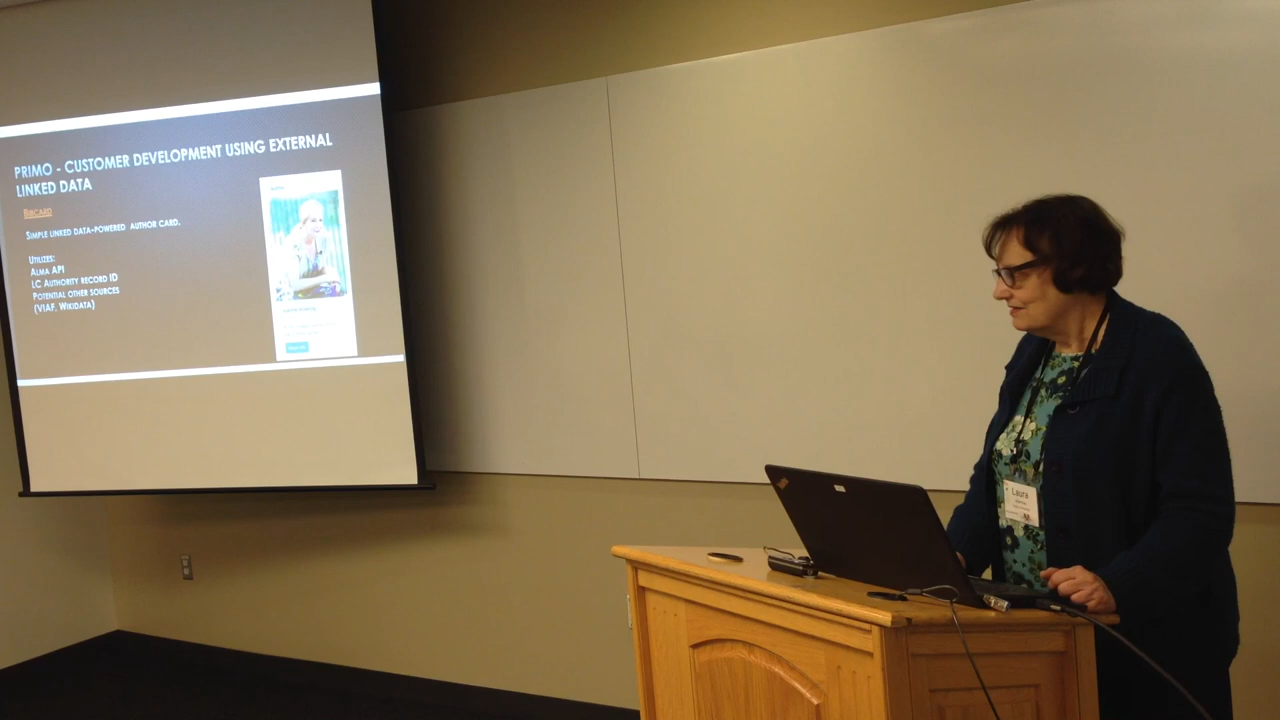 PRIMO - CUSTOMER DEVELOPMENT USING EXTERNAL
LINKED DATA
BIBCARD
SIMPLE LINKED DATA-POWERED AUTHOR CARD.
UTILIZES:
ALMA API
LC AUTHORITY RECORD ID
POTENTIAL OTHER SOURCES
(VIAF, WIKIDATA)
Laura